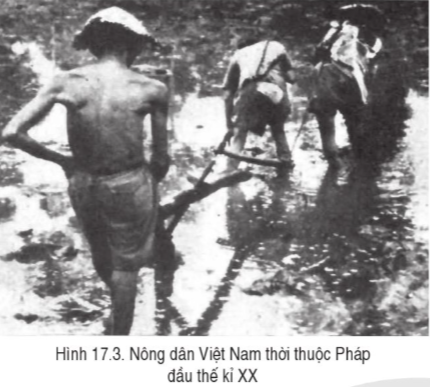 Hình 17.3. Nông dân Việt Nam thời thuộc Pháp
đầu thế kỉ XX